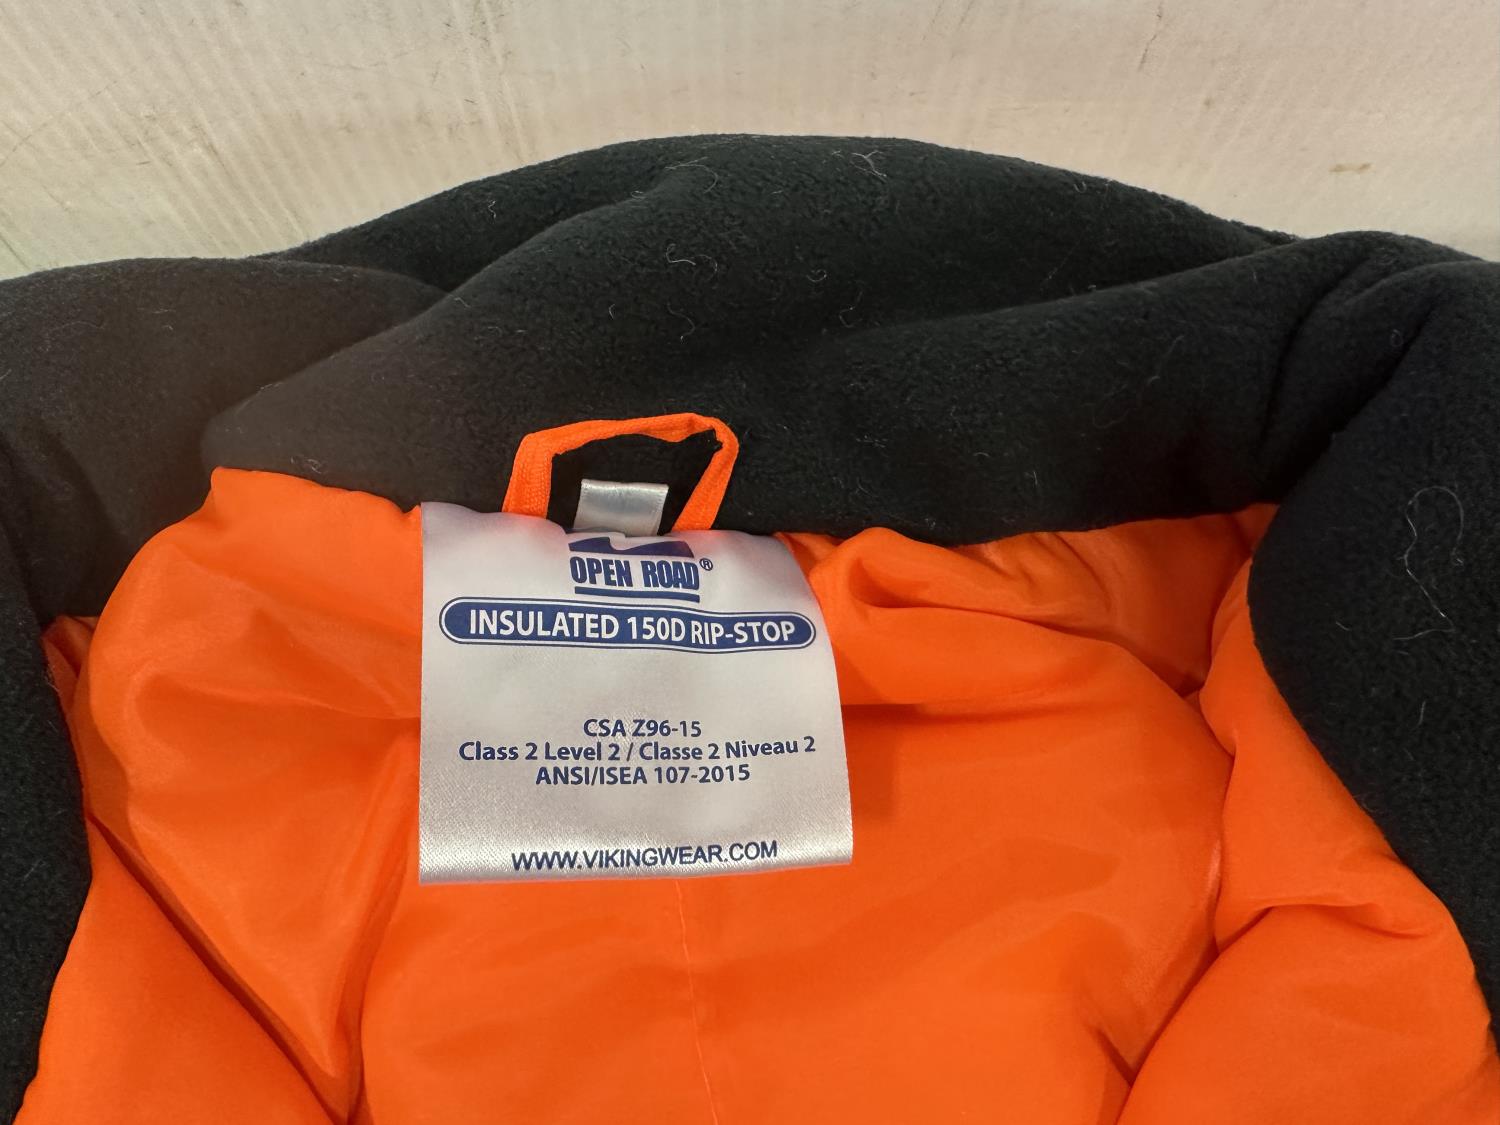 OPEN ROAD®
INSULATED 150D RIP-STOP
CSA Z96-15
Class 2 Level 2 / Classe 2 Niveau 2
ANSI/ISEA 107-2015
WWW.VIKINGWEAR.COM